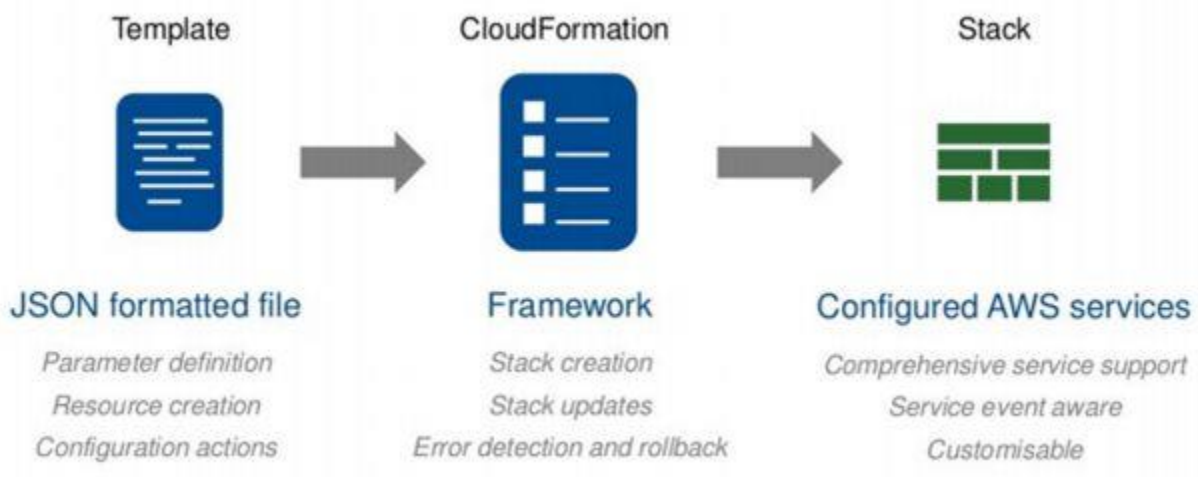 Template
CloudFormation
Stack
JSON formatted file
Framework
Configured AWS services
Parameter definition
Resource creation
Configuration actions
Stack creation
Stack updates
Error detection and rollback
Comprehensive service support
Service event aware
Customisable